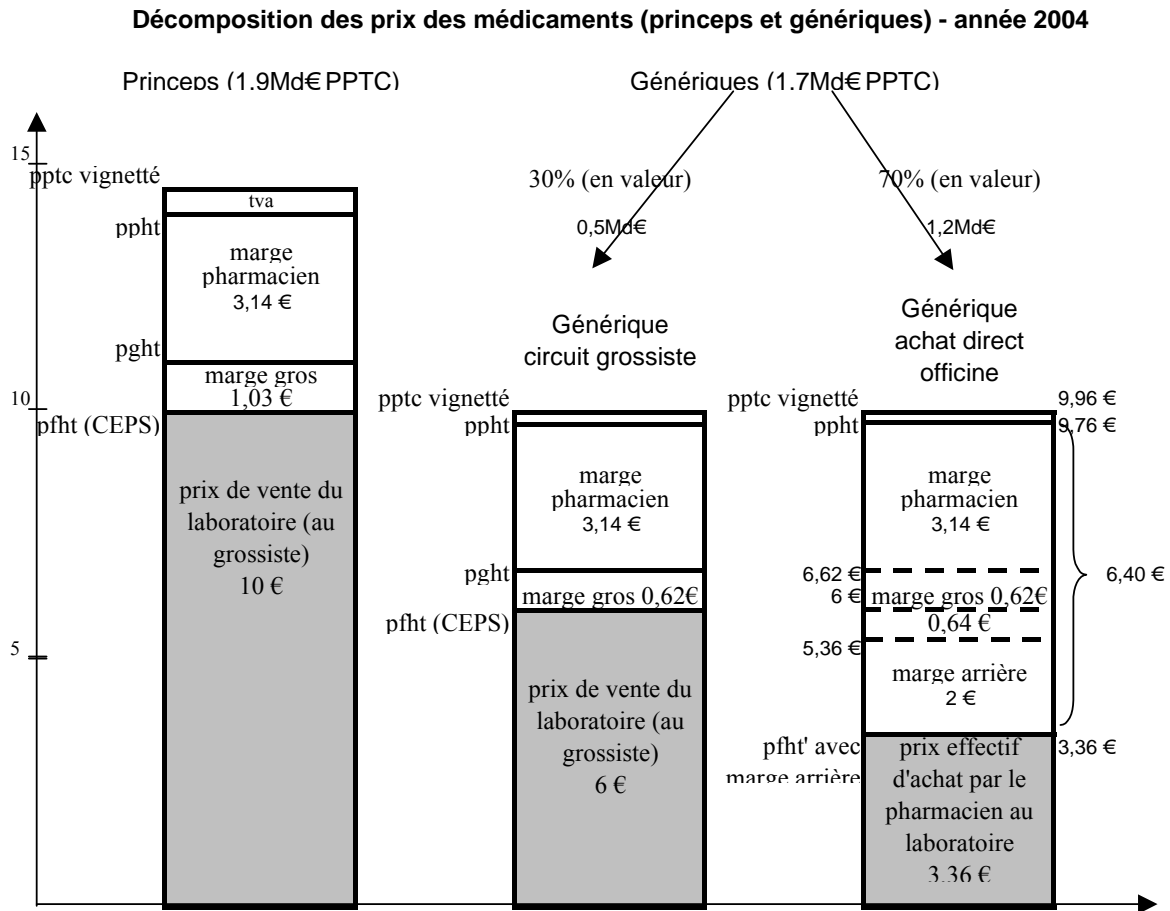 Décomposition des prix des médicaments (princeps et génériques) - année 2004
Princeps (1.9Md€ PPTC)
Génériques (1.7Md€ PPTC)
15
10
5
pptc vignetté
ppht
pght
pfht (CEPS)
tva
marge
pharmacien
3,14 €
marge gros
1,03 €
prix de vente du
laboratoire (au
grossiste)
10 €
30% (en valeur)
0,5Md€
70% (en valeur)
1,2Md€
Générique
circuit grossiste
pptc vignetté
ppht
pght
pfht (CEPS)
marge
pharmacien
3,14 €
marge gros 0,62€
prix de vente du
laboratoire (au
grossiste)
6 €
Générique
achat direct
officine
pptc vignetté
ppht
9,96 €
9,76 €
marge
pharmacien
3,14 €
6,62 €
6 €
marge gros 0,62€
0,64 €
5,36 €
6,40 €
marge arrière
2 €
pfht' avec
marge arrière
3,36 €
prix effectif
d'achat par le
pharmacien au
laboratoire
3.36 €